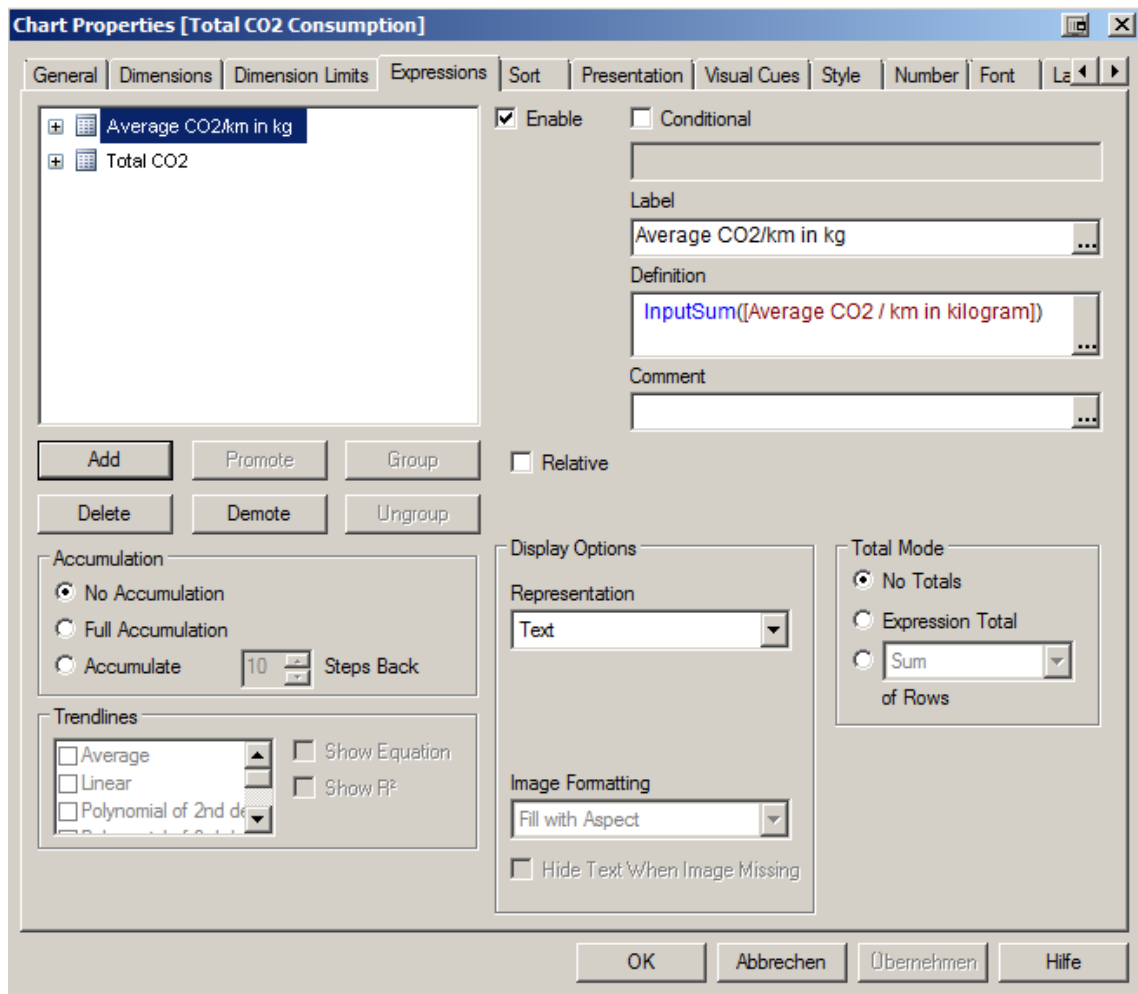 Chart Properties [Total CO2 Consumption]
General Dimensions Dimension Limits Expressions Sort Presentation Visual Cues Style Number Font La
Average CO2/km in kg
Total CO2
Enable Conditional
Label
Average CO2/km in kg
...
Definition
InputSum([Average CO2 / km in kilogram])
...
Comment
...
Add Promote Group
Relative
Delete Demote Ungroup
Accumulation
No Accumulation
Full Accumulation
Accumulate 10 Steps Back
Trendlines
Average
Linear
Polynomial of 2nd de
Show Equation
Show R²
Display Options
Representation
Text
Image Formatting
Fill with Aspect
Hide Text When Image Missing
Total Mode
No Totals
Expression Total
Sum
of Rows
OK Abbrechen Übernehmen Hilfe